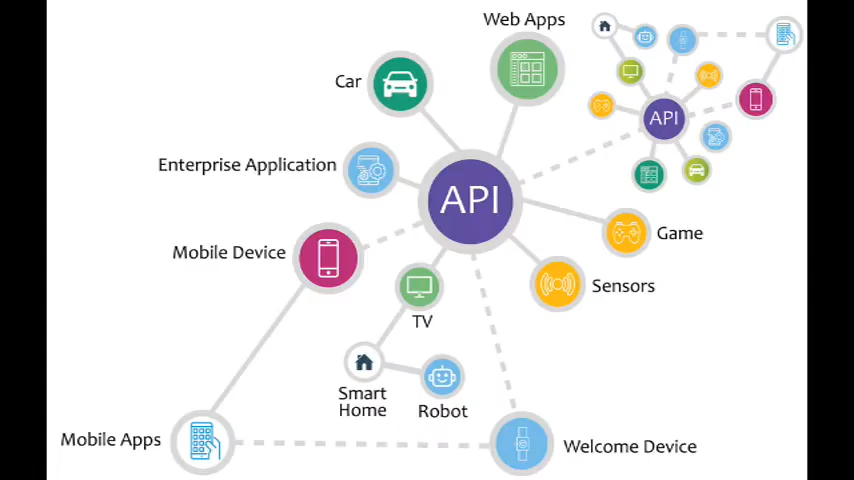 Web Apps
Car
API
Enterprise Application
API
Mobile Device
Game
Sensors
TV
Smart
Home
Robot
Mobile Apps
Welcome Device